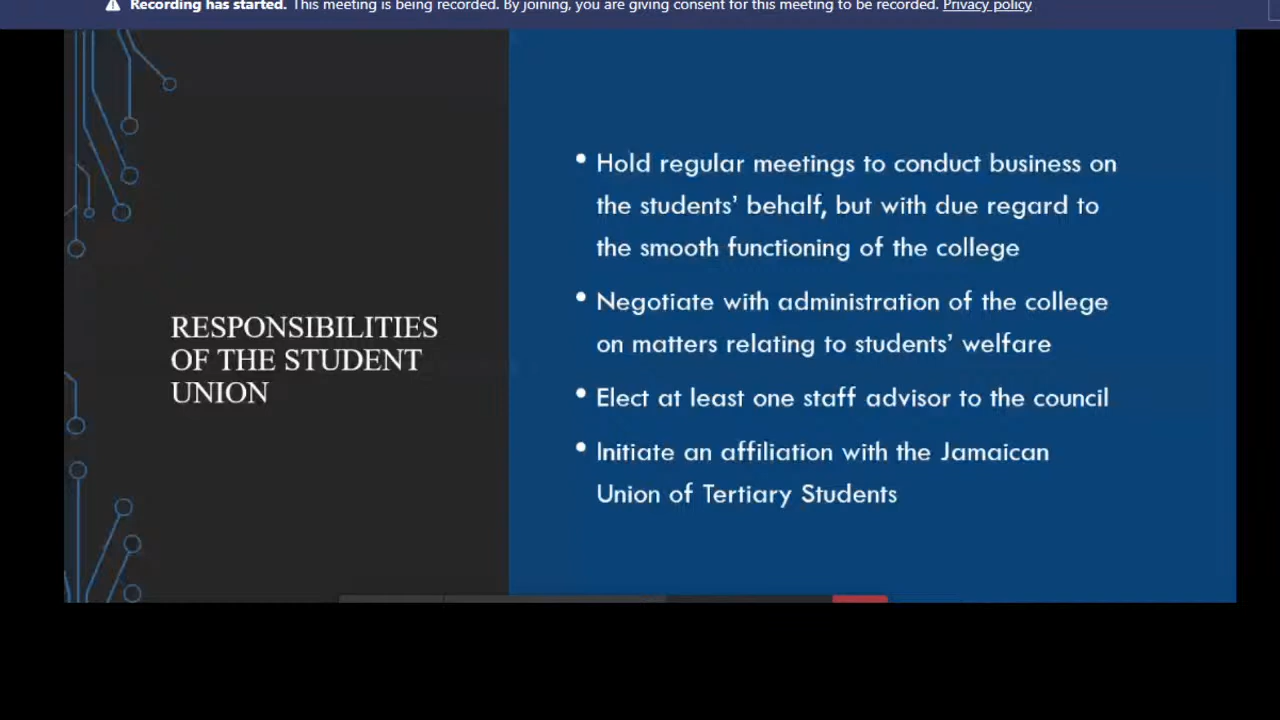 Recording has started. This meeting is being recorded. By joining, you are giving consent for this meeting to be recorded. Privacy policy
RESPONSIBILITIES
OF THE STUDENT
UNION
• Hold regular meetings to conduct business on
the students’ behalf, but with due regard to
the smooth functioning of the college
• Negotiate with administration of the college
on matters relating to students’ welfare
• Elect at least one staff advisor to the council
• Initiate an affiliation with the Jamaican
Union of Tertiary Students